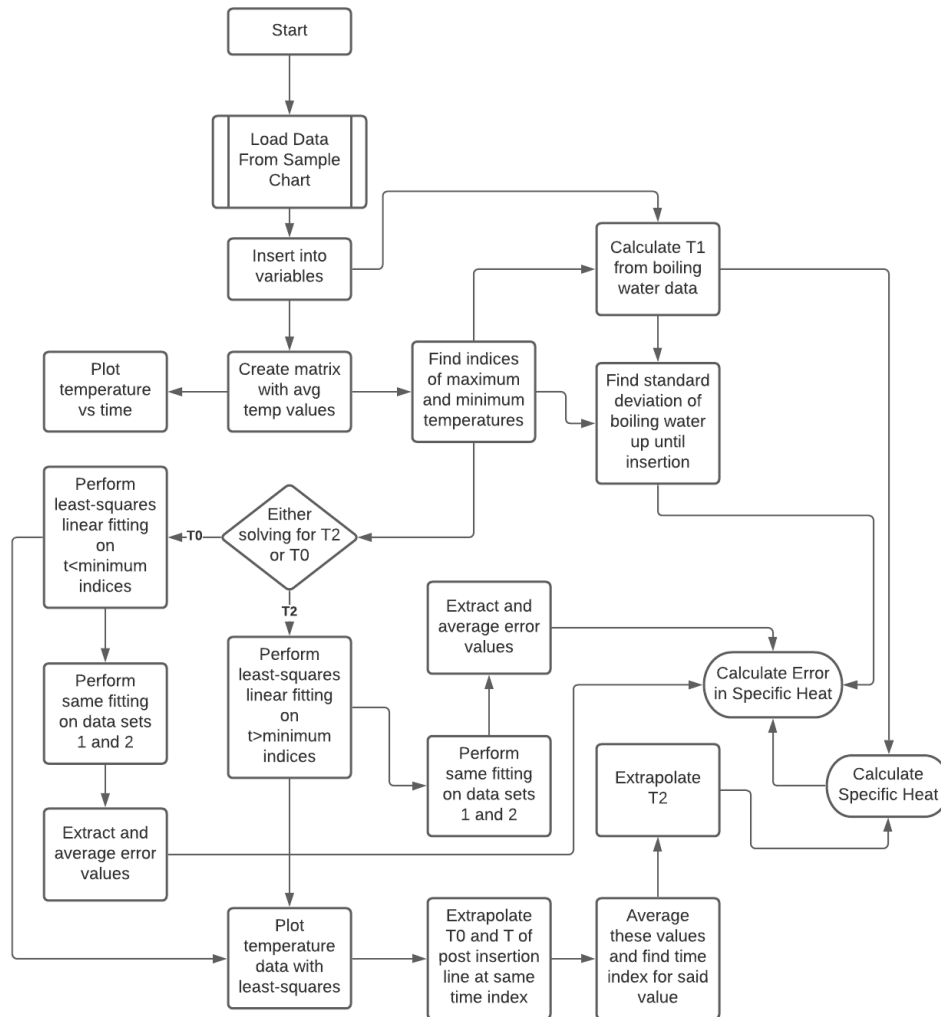 Start
Load Data
From Sample
Chart
Insert into
variables
Calculate T1
from boiling
water data
Plot
temperature
vs time
Create matrix
with avg
temp values
Find indices
of maximum
and minimum
temperatures
Find standard
deviation of
boiling water
up until
insertion
Perform
least-squares
linear fitting
on
t<minimum
indices
T0
Either
solving for T2
or T0
T2
Extract and
average error
values
Perform
same fitting
on data sets
1 and 2
Perform
least-squares
linear fitting
on
t>minimum
indices
Calculate Error
in Specific Heat
Perform
same fitting
on data sets
1 and 2
Extrapolate
T2
Calculate
Specific Heat
Extract and
average error
values
Plot
temperature
data with
least-squares
Extrapolate
T0 and T of
post insertion
line at same
time index
Average
these values
and find time
index for said
value